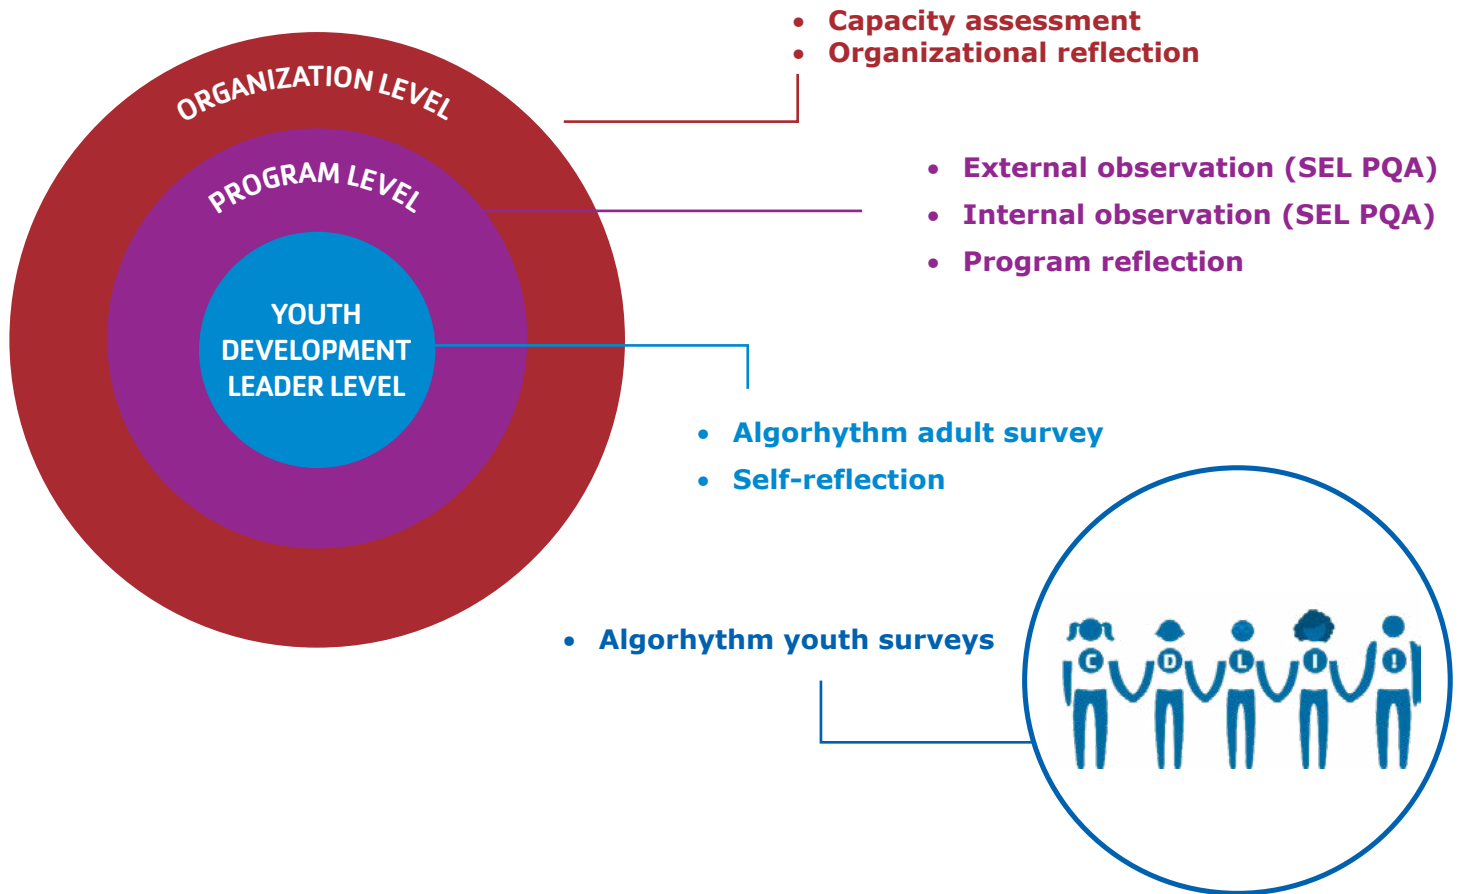 • Capacity assessment
• Organizational reflection
ORGANIZATION LEVEL
PROGRAM LEVEL
• External observation (SEL PQA)
• Internal observation (SEL PQA)
• Program reflection
YOUTH
DEVELOPMENT
LEADER LEVEL
• Algorhythm adult survey
• Self-reflection
• Algorhythm youth surveys
C D L I !